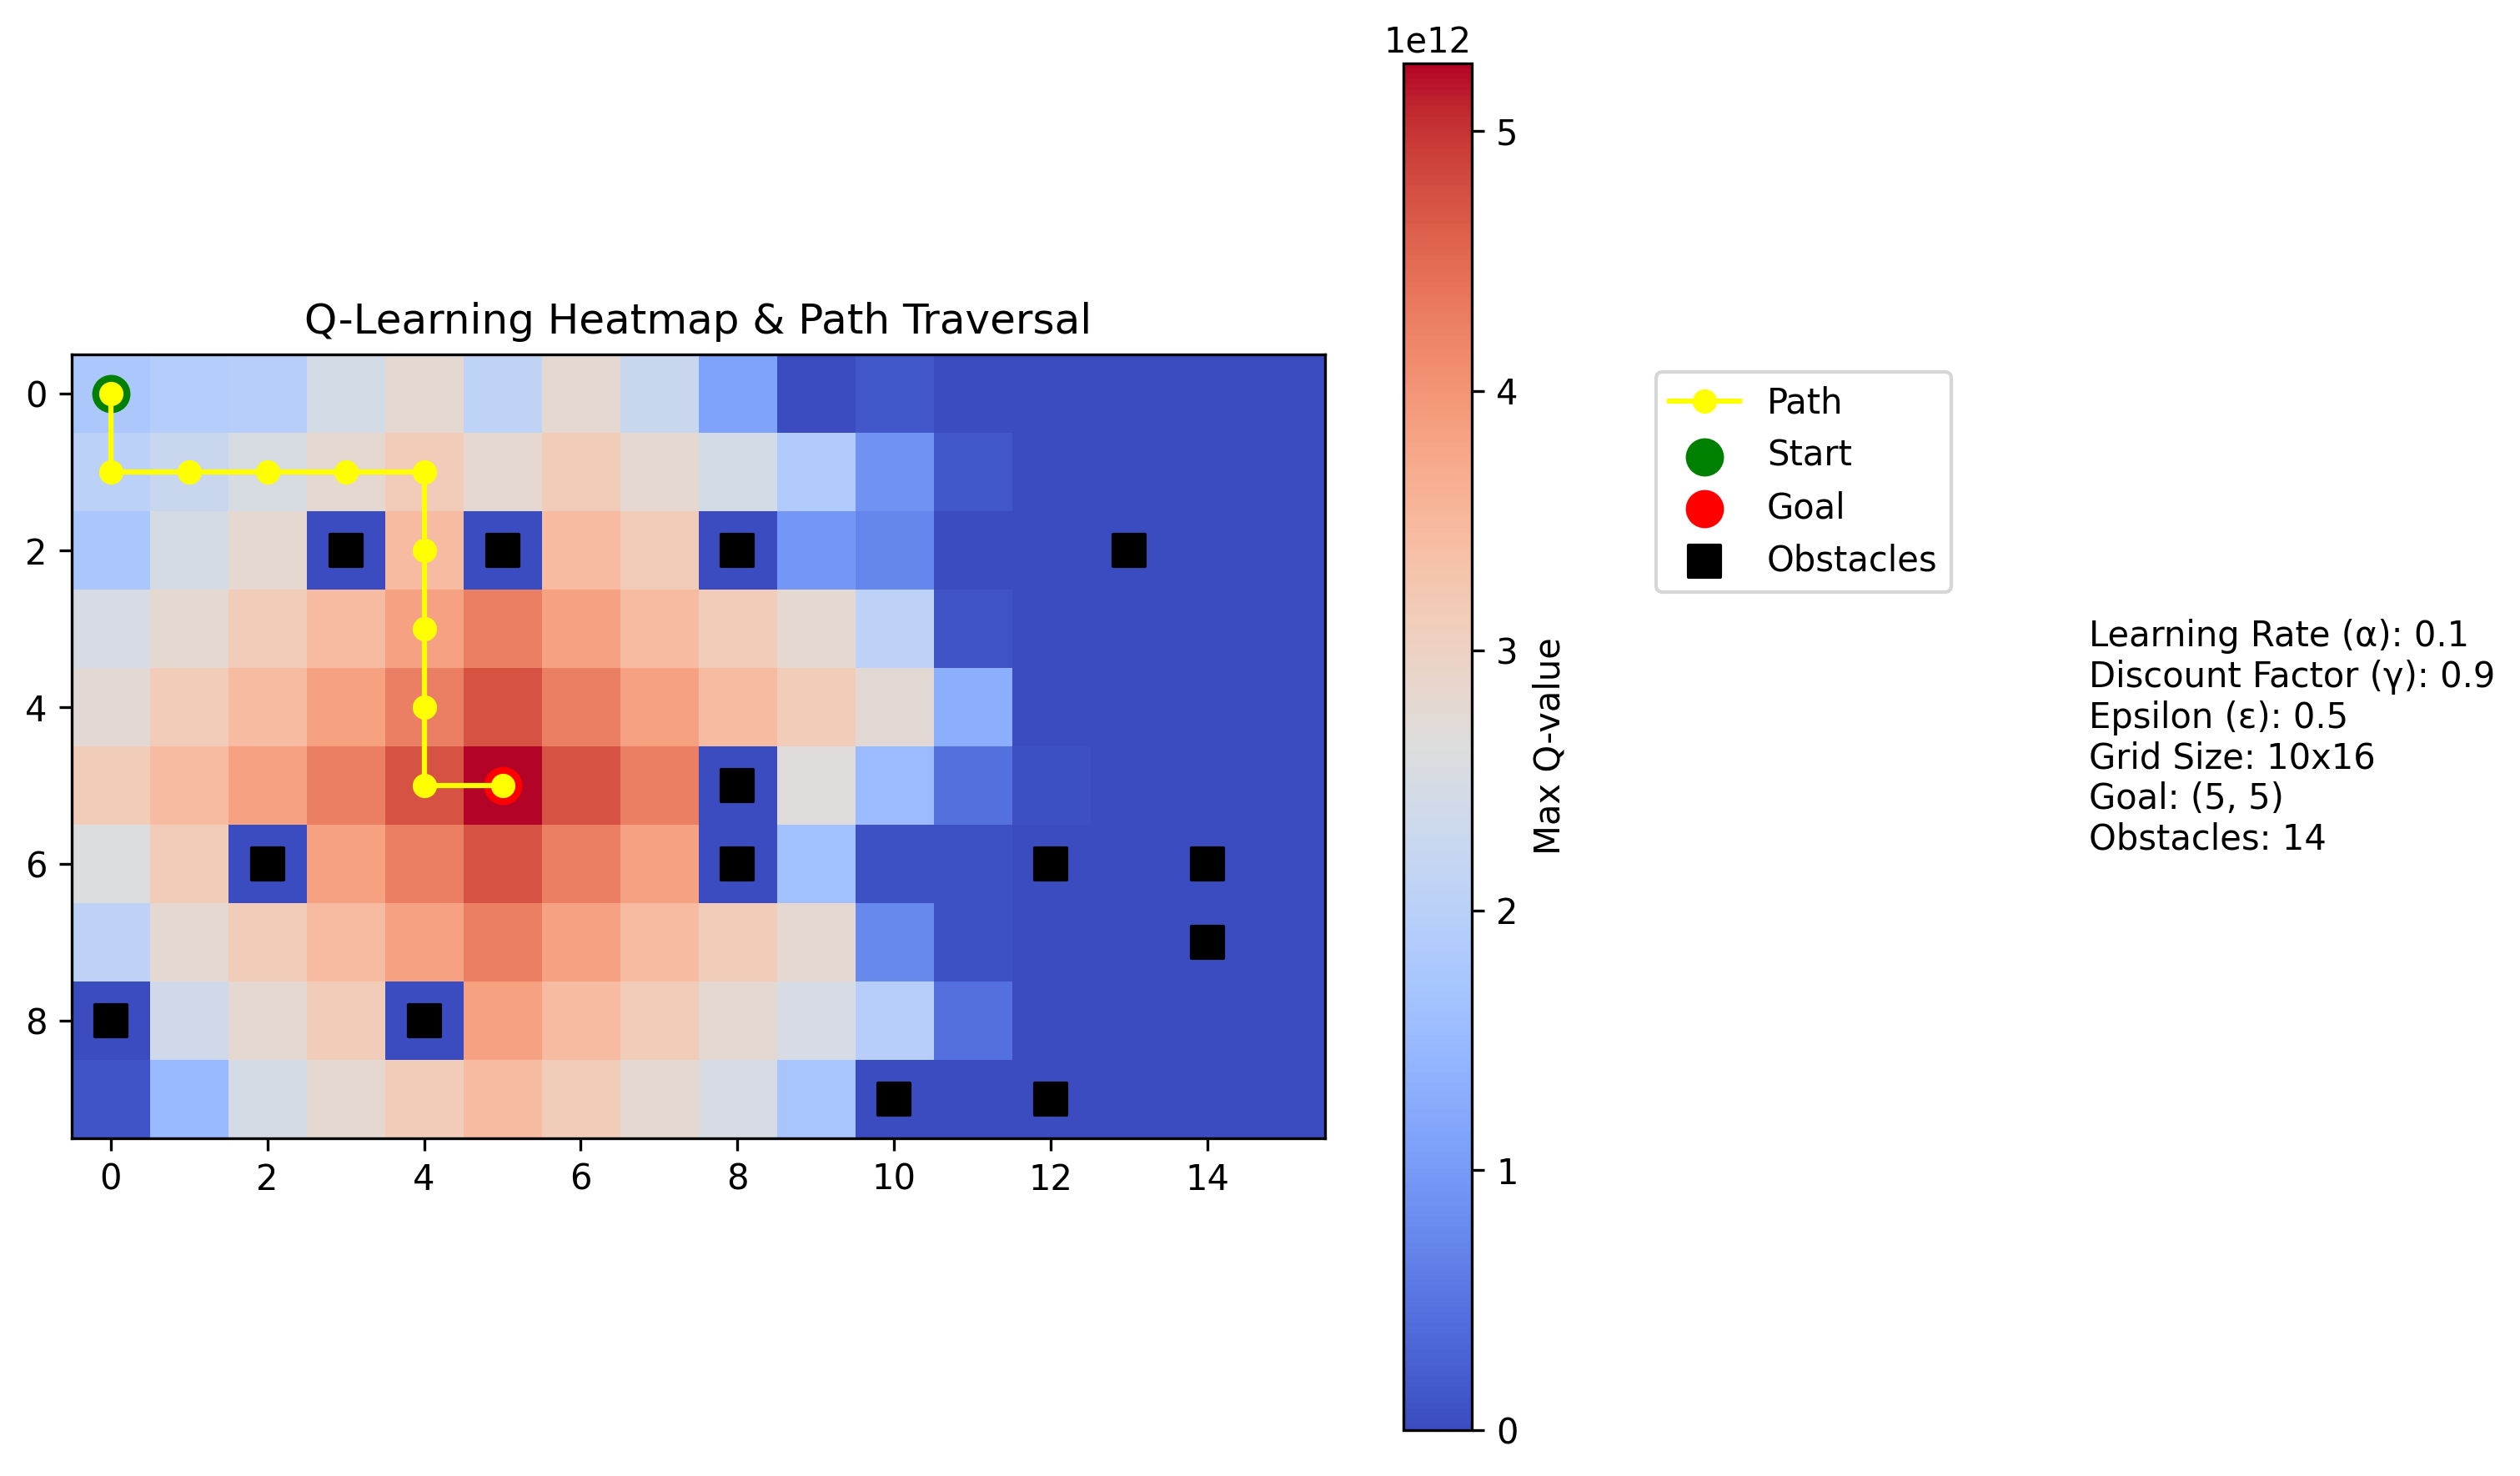 1e12
Q-Learning Heatmap & Path Traversal
0
2
4
6
8
0 2 4 6 8 10 12 14
5
4
3
2
1
0
Max Q-value
Path
Start
Goal
Obstacles
Learning Rate (α): 0.1
Discount Factor (γ): 0.9
Epsilon (ε): 0.5
Grid Size: 10x16
Goal: (5, 5)
Obstacles: 14